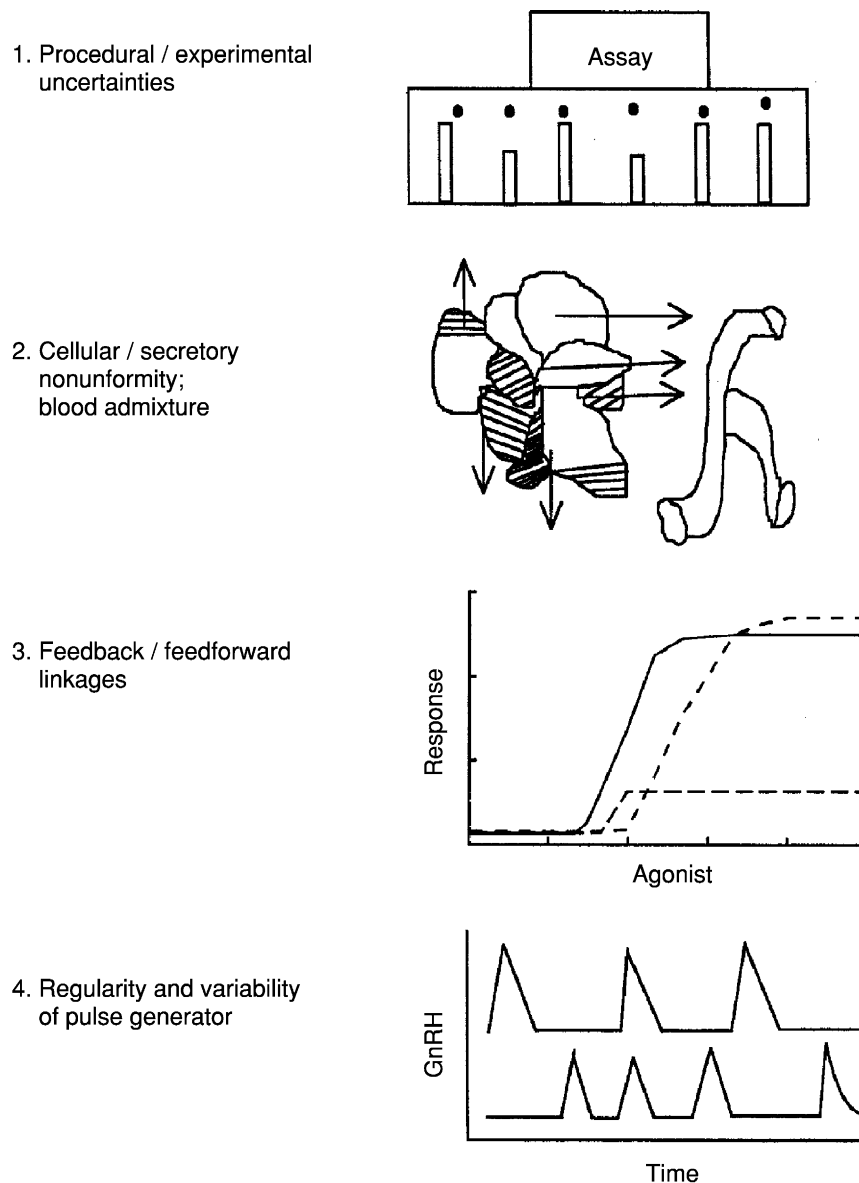 1. Procedural / experimental
uncertainties
Assay
2. Cellular / secretory
nonunformity;
blood admixture
3. Feedback / feedforward
linkages
Response
Agonist
4. Regularity and variability
of pulse generator
GnRH
Time